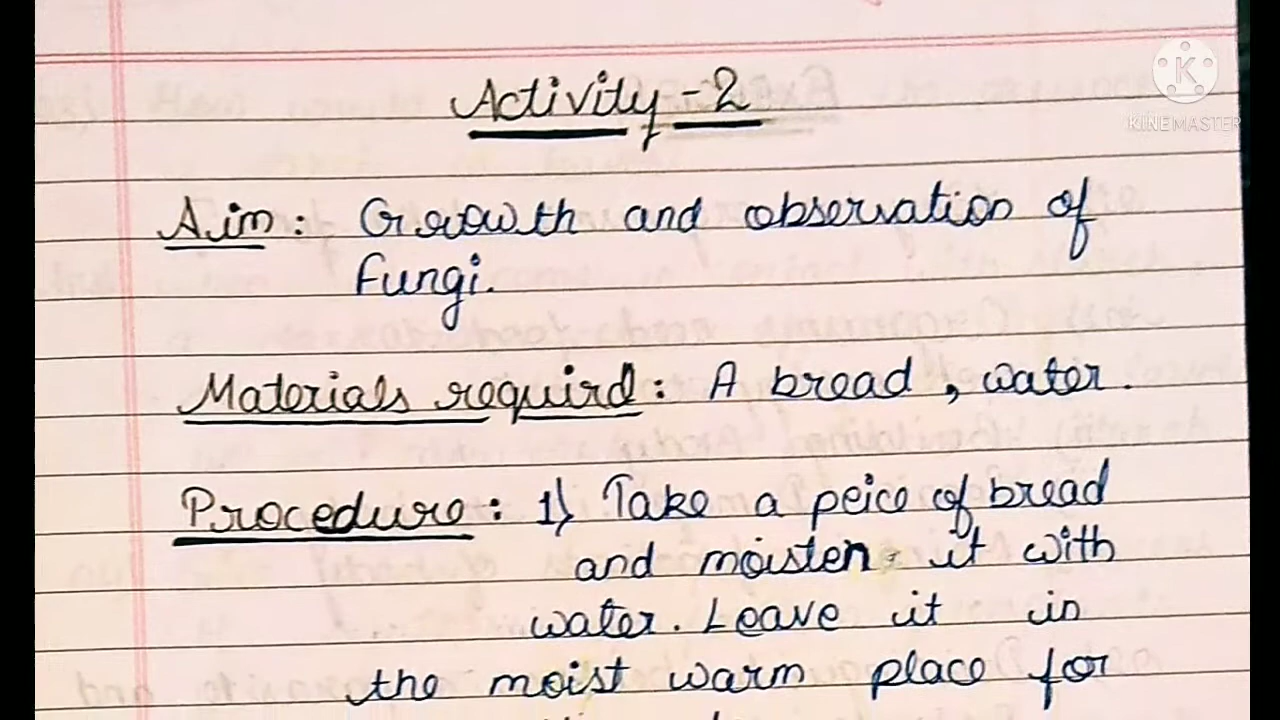 Activity-2
KINEMASTER
Aim: Growth and observation of
Fungi.
Materials requird: A bread, water.
Procedure: 1) Take a peice of bread
and moisten it with
water. Leave it in
the moist warm place for